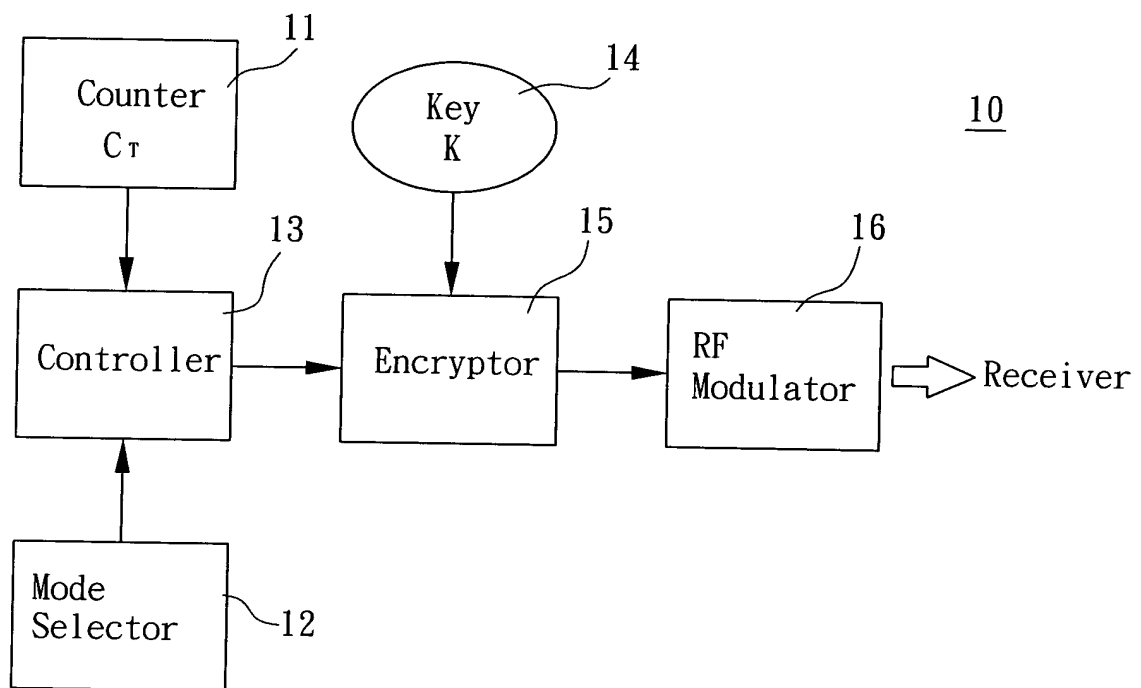 11
Counter
CT
14
Key
K
10
13
Controller
15
Encryptor
16
RF
Modulator
Receiver
Mode
Selector
12